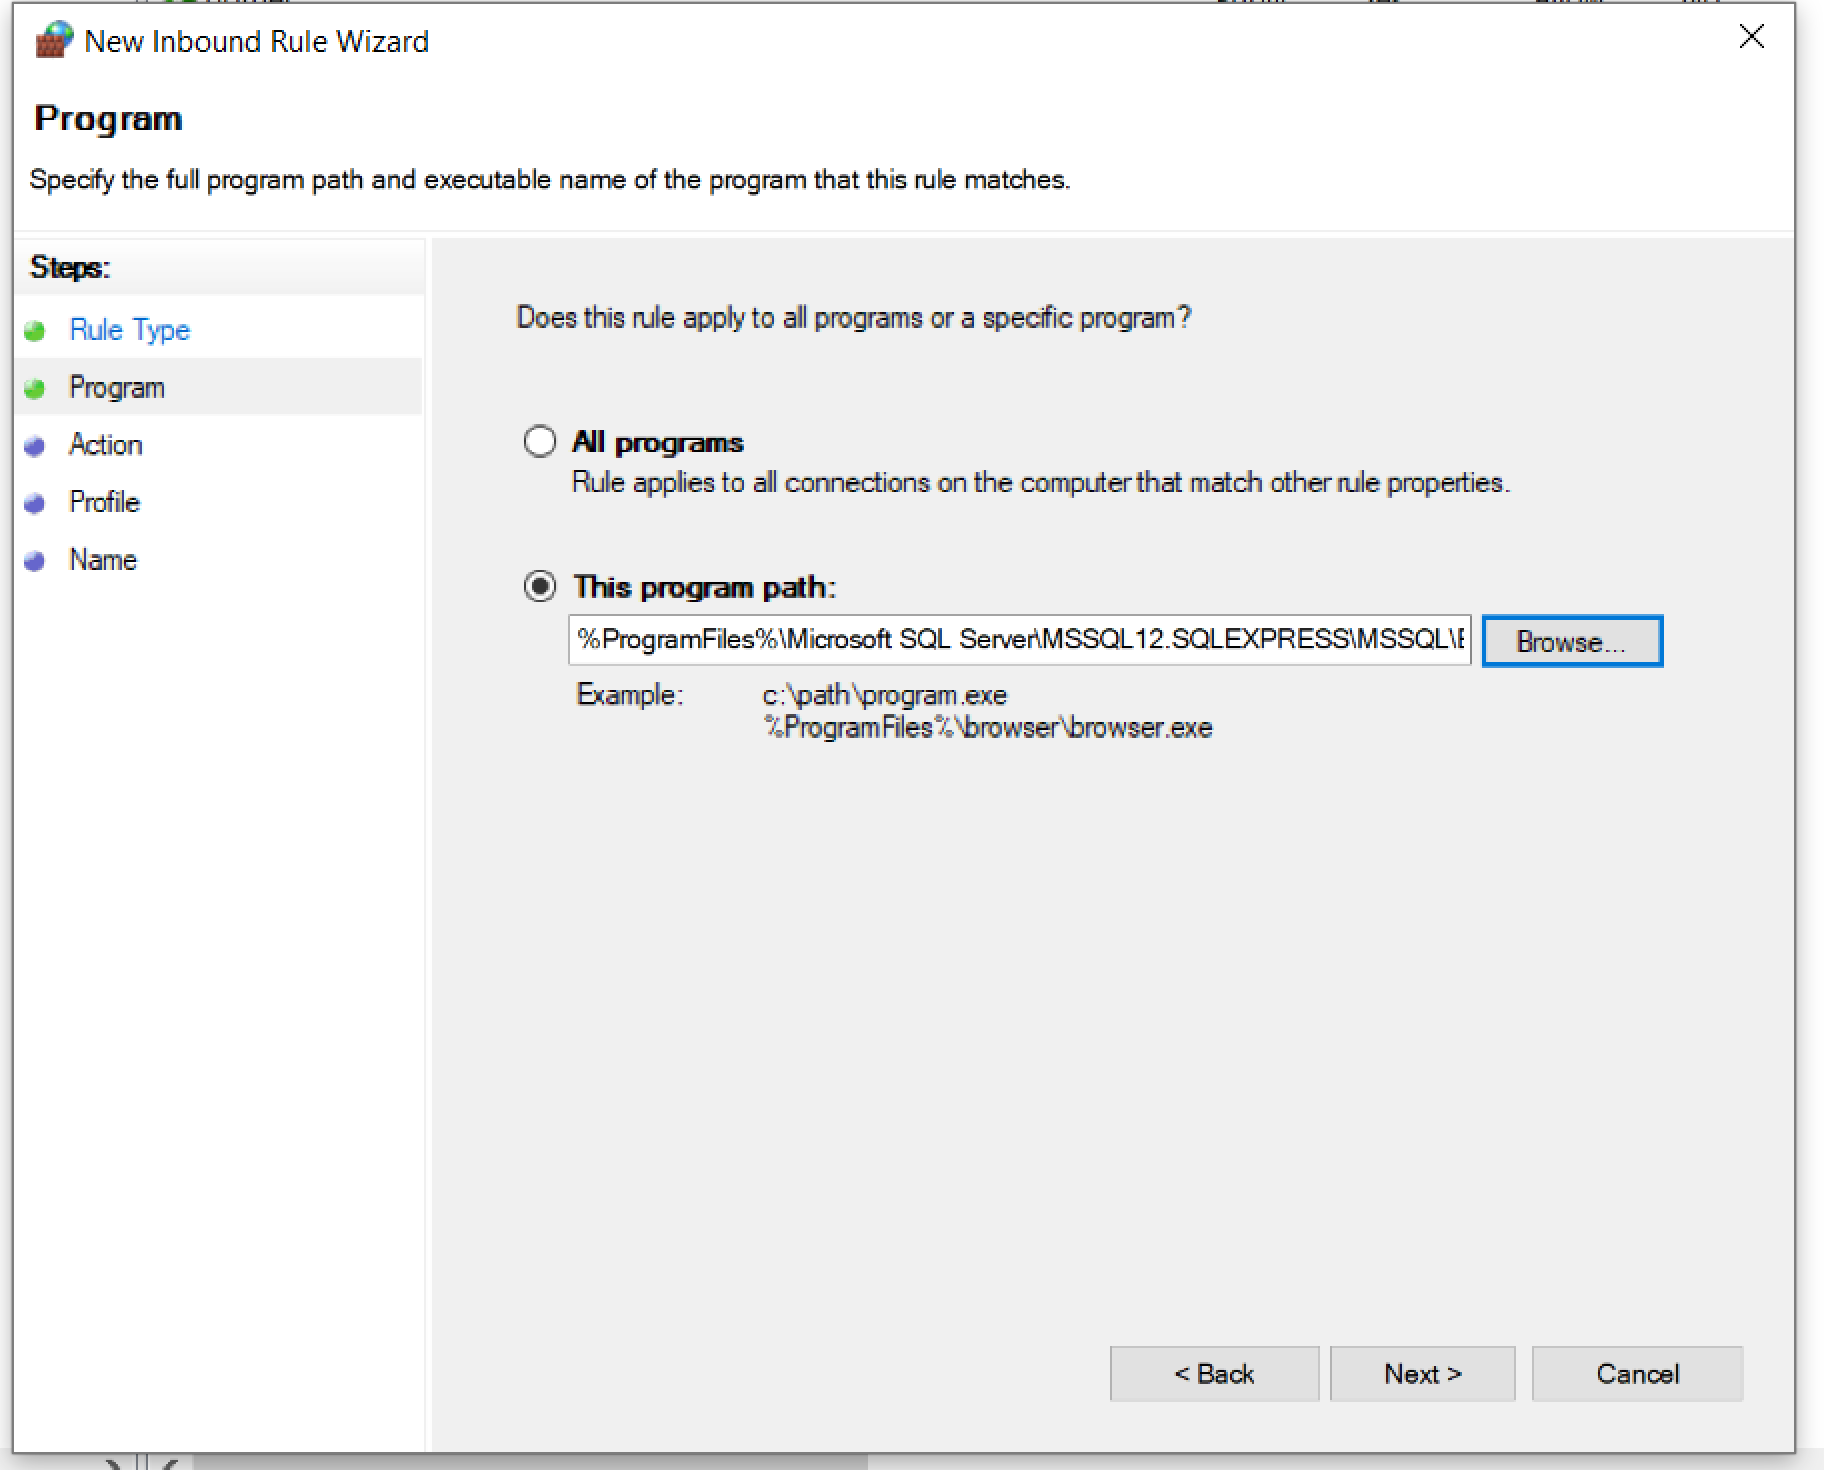 New Inbound Rule Wizard
Program
Specify the full program path and executable name of the program that this rule matches.
Steps:
Rule Type
Program
Action
Profile
Name
Does this rule apply to all programs or a specific program?
All programs
Rule applies to all connections on the computer that match other rule properties.
This program path:
%ProgramFiles%\Microsoft SQL Server\MSSQL12.SQLEXPRESS\MSSQL\
Browse...
Example: c:\path\program.exe
%ProgramFiles%\browser\browser.exe
< Back
Next >
Cancel